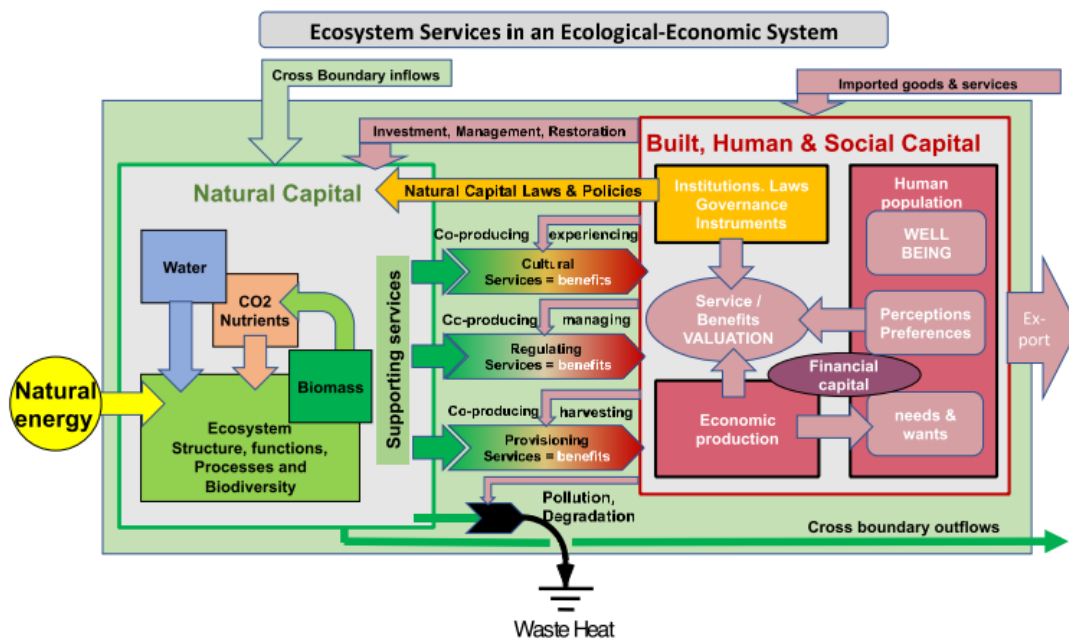 Ecosystem Services in an Ecological-Economic System
Cross Boundary inflows
Imported goods & services
Investment, Management, Restoration
Built, Human & Social Capital
Natural Capital
Natural Capital Laws & Policies
Institutions. Laws
Governance
Instruments
Human
population
WELL
BEING
Water
CO2
Nutrients
Biomass
Natural
energy
Ecosystem
Structure, functions,
Processes and
Biodiversity
Supporting services
Co-producing experiencing
Cultural
Services = benefits
Cc-producing managing
Regulating
Services = benefits
Co-producing harvesting
Provisioning
Services = benefits
Service /
Benefits
VALUATION
Perceptions
Preferences
Financial
capital
Economic
production
needs &
wants
Ex-
port
Pollution,
Degradation
Cross boundary outflows
Waste Heat